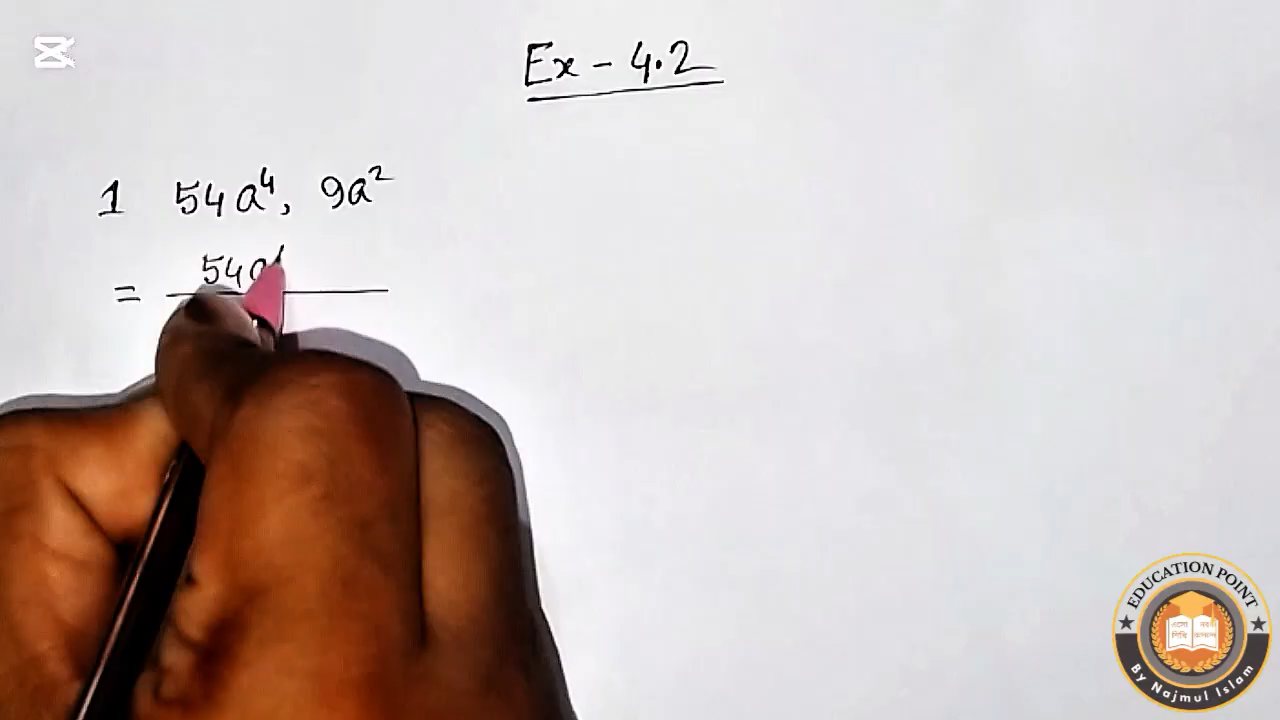 Ex - 4.2
1 54a⁴, 9a²
= 54a
EDUCATION POINT
By Najmul Islam